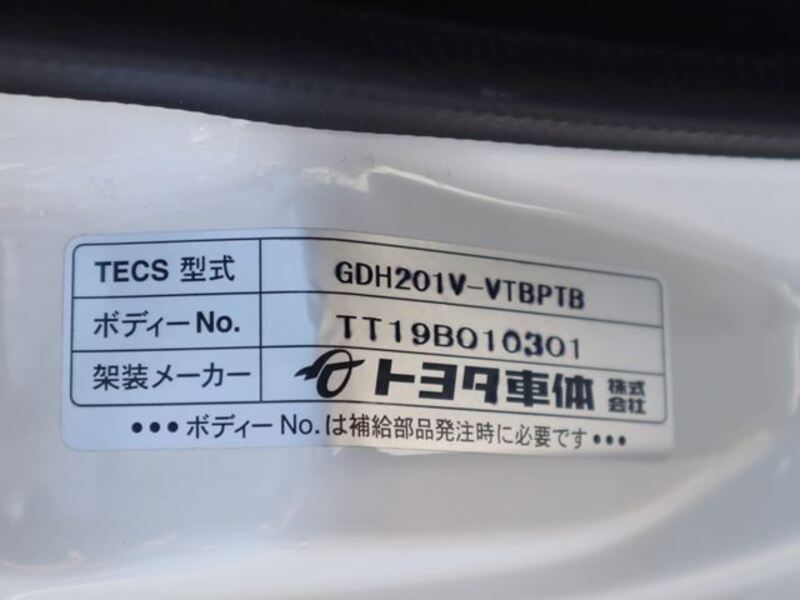 TECS 型式 GDH201V-VTBPTB
ボディーNo. TT19B010301
架装メーカー トヨタ車体 株式会社
•••ボディーNo.は補給部品発注時に必要です•••